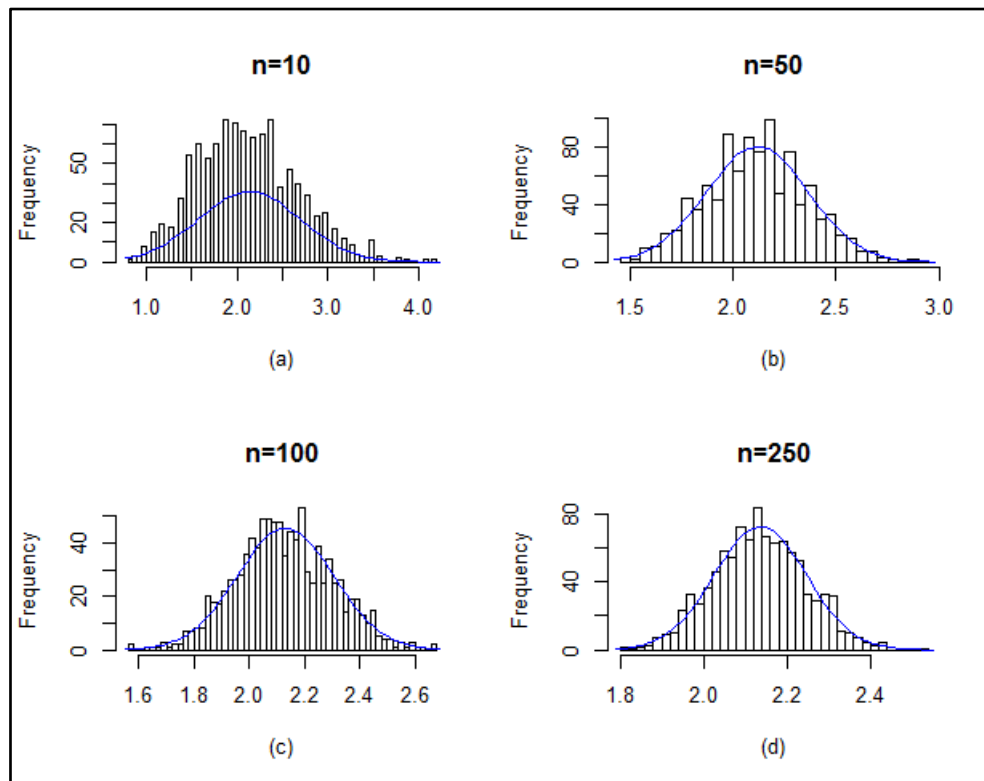 n=10
Frequency
0 20 50
1.0 2.0 3.0 4.0
(a)
n=50
Frequency
0 40 80
1.5 2.0 2.5 3.0
(b)
n=100
Frequency
0 20 40
1.6 1.8 2.0 2.2 2.4 2.6
(c)
n=250
Frequency
0 40 80
1.8 2.0 2.2 2.4
(d)